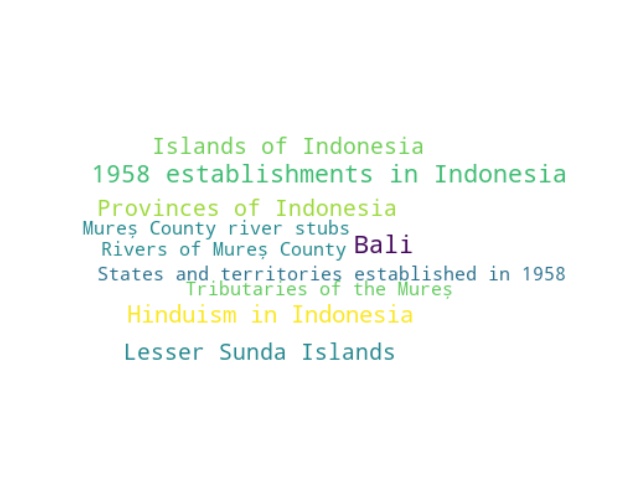 Islands of Indonesia
1958 establishments in Indonesia
Provinces of Indonesia
Mureș County river stubs
Rivers of Mureș County
Bali
States and territories established in 1958
Tributaries of the Mureș
Hinduism in Indonesia
Lesser Sunda Islands